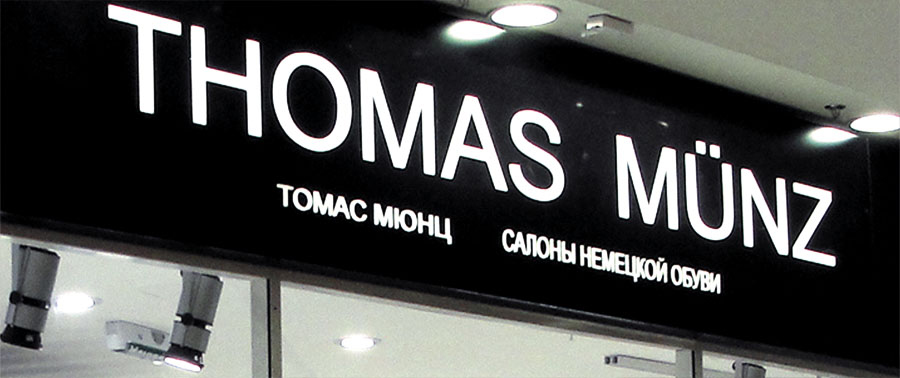 THOMAS MÜNZ
ТОМАС МЮНЦ САЛОНЫ НЕМЕЦКОЙ ОБУВИ